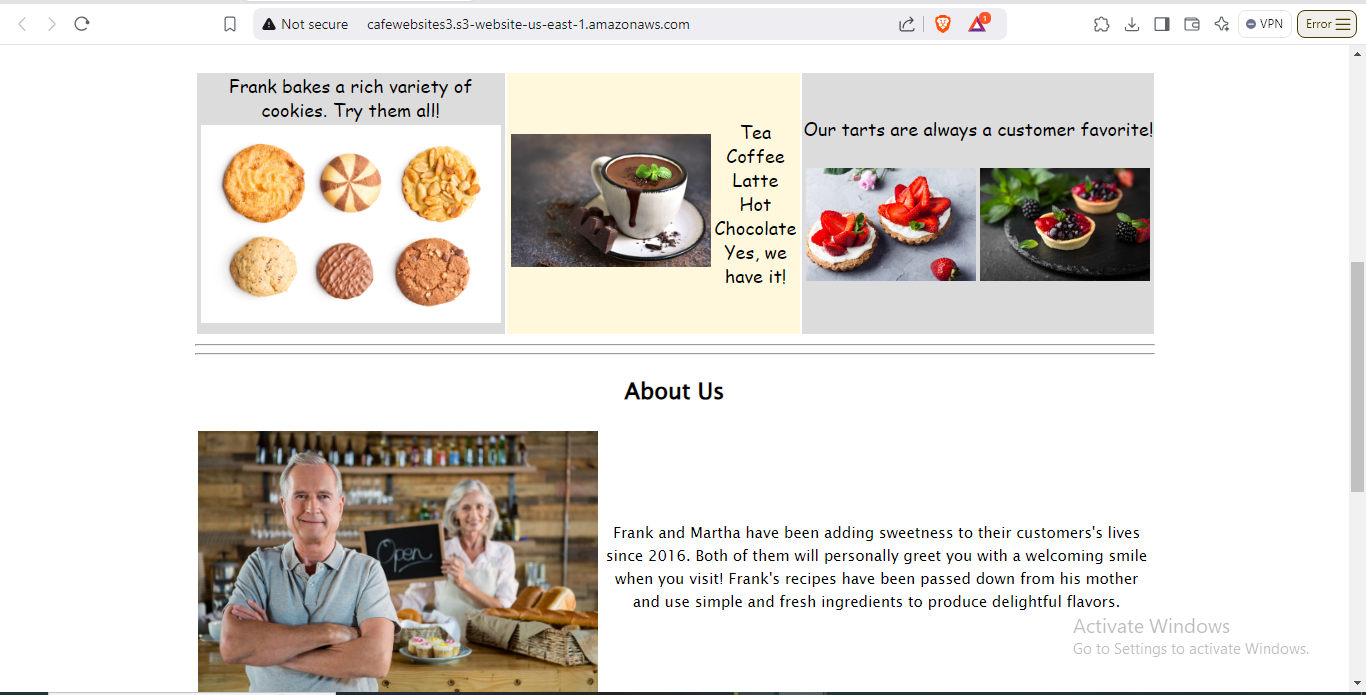 Not secure
cafewebsites3.s3-website-us-east-1.amazonaws.com
1
VPN
Error
Frank bakes a rich variety of
cookies. Try them all!
Tea
Coffee
Latte
Hot
Chocolate
Yes, we
have it!
Our tarts are always a customer favorite!
About Us
Open
Frank and Martha have been adding sweetness to their customers's lives
since 2016. Both of them will personally greet you with a welcoming smile
when you visit! Frank's recipes have been passed down from his mother
and use simple and fresh ingredients to produce delightful flavors.
Activate Windows
Go to Settings to activate Windows.